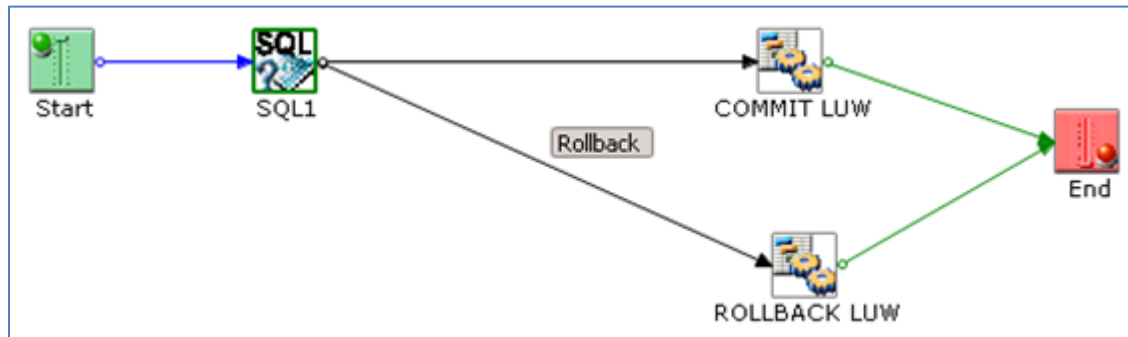 SQL
Start
SQL1
COMMIT LUW
Rollback
End
ROLLBACK LUW